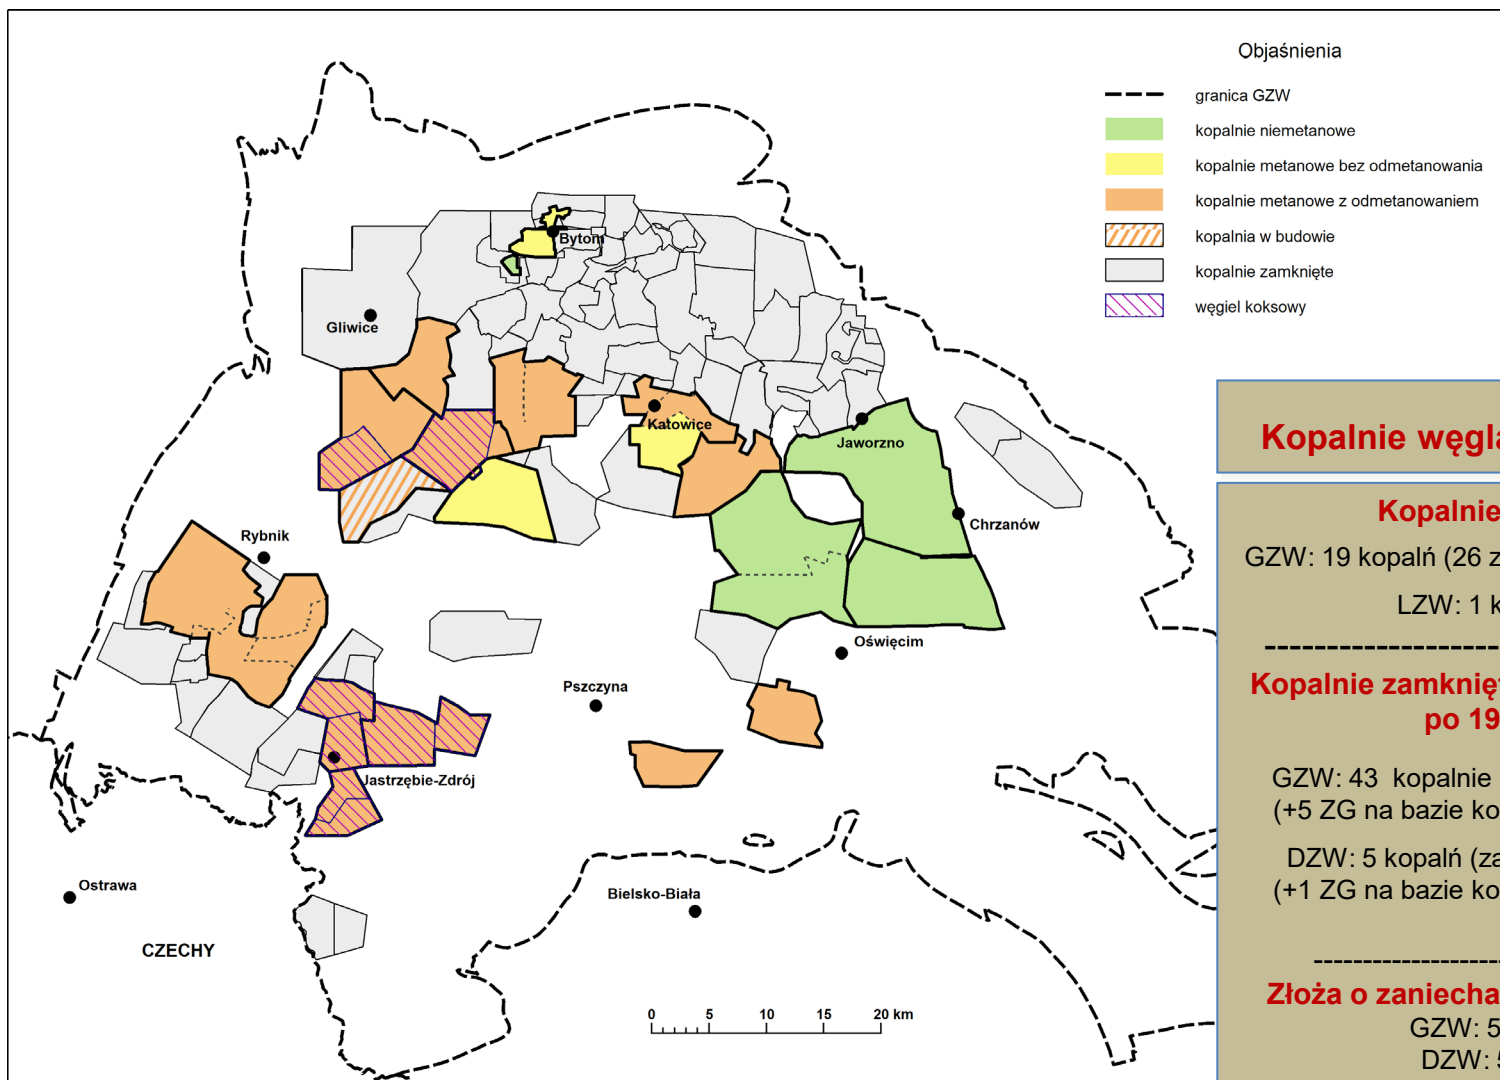 Objaśnienia
granica GZW
kopalnie niemetanowe
kopalnie metanowe bez odmetanowania
kopalnie metanowe z odmetanowaniem
kopalnia w budowie
kopalnie zamknięte
węgiel koksowy
Bytom
Gliwice
Katowice
Jaworzno
Chrzanów
Rybnik
Oświęcim
Pszczyna
Jastrzębie-Zdrój
Ostrawa
Bielsko-Biała
CZECHY
0 5 10 15 20 km
Kopalnie węgla
Kopalnie
GZW: 19 kopalń (26 z
LZW: 1 k
Kopalnie zamknięt
po 19
GZW: 43 kopalnie
(+5 ZG na bazie ko
DZW: 5 kopalń (za
(+1 ZG na bazie ko
Złoża o zaniecha
GZW: 5
DZW: 5